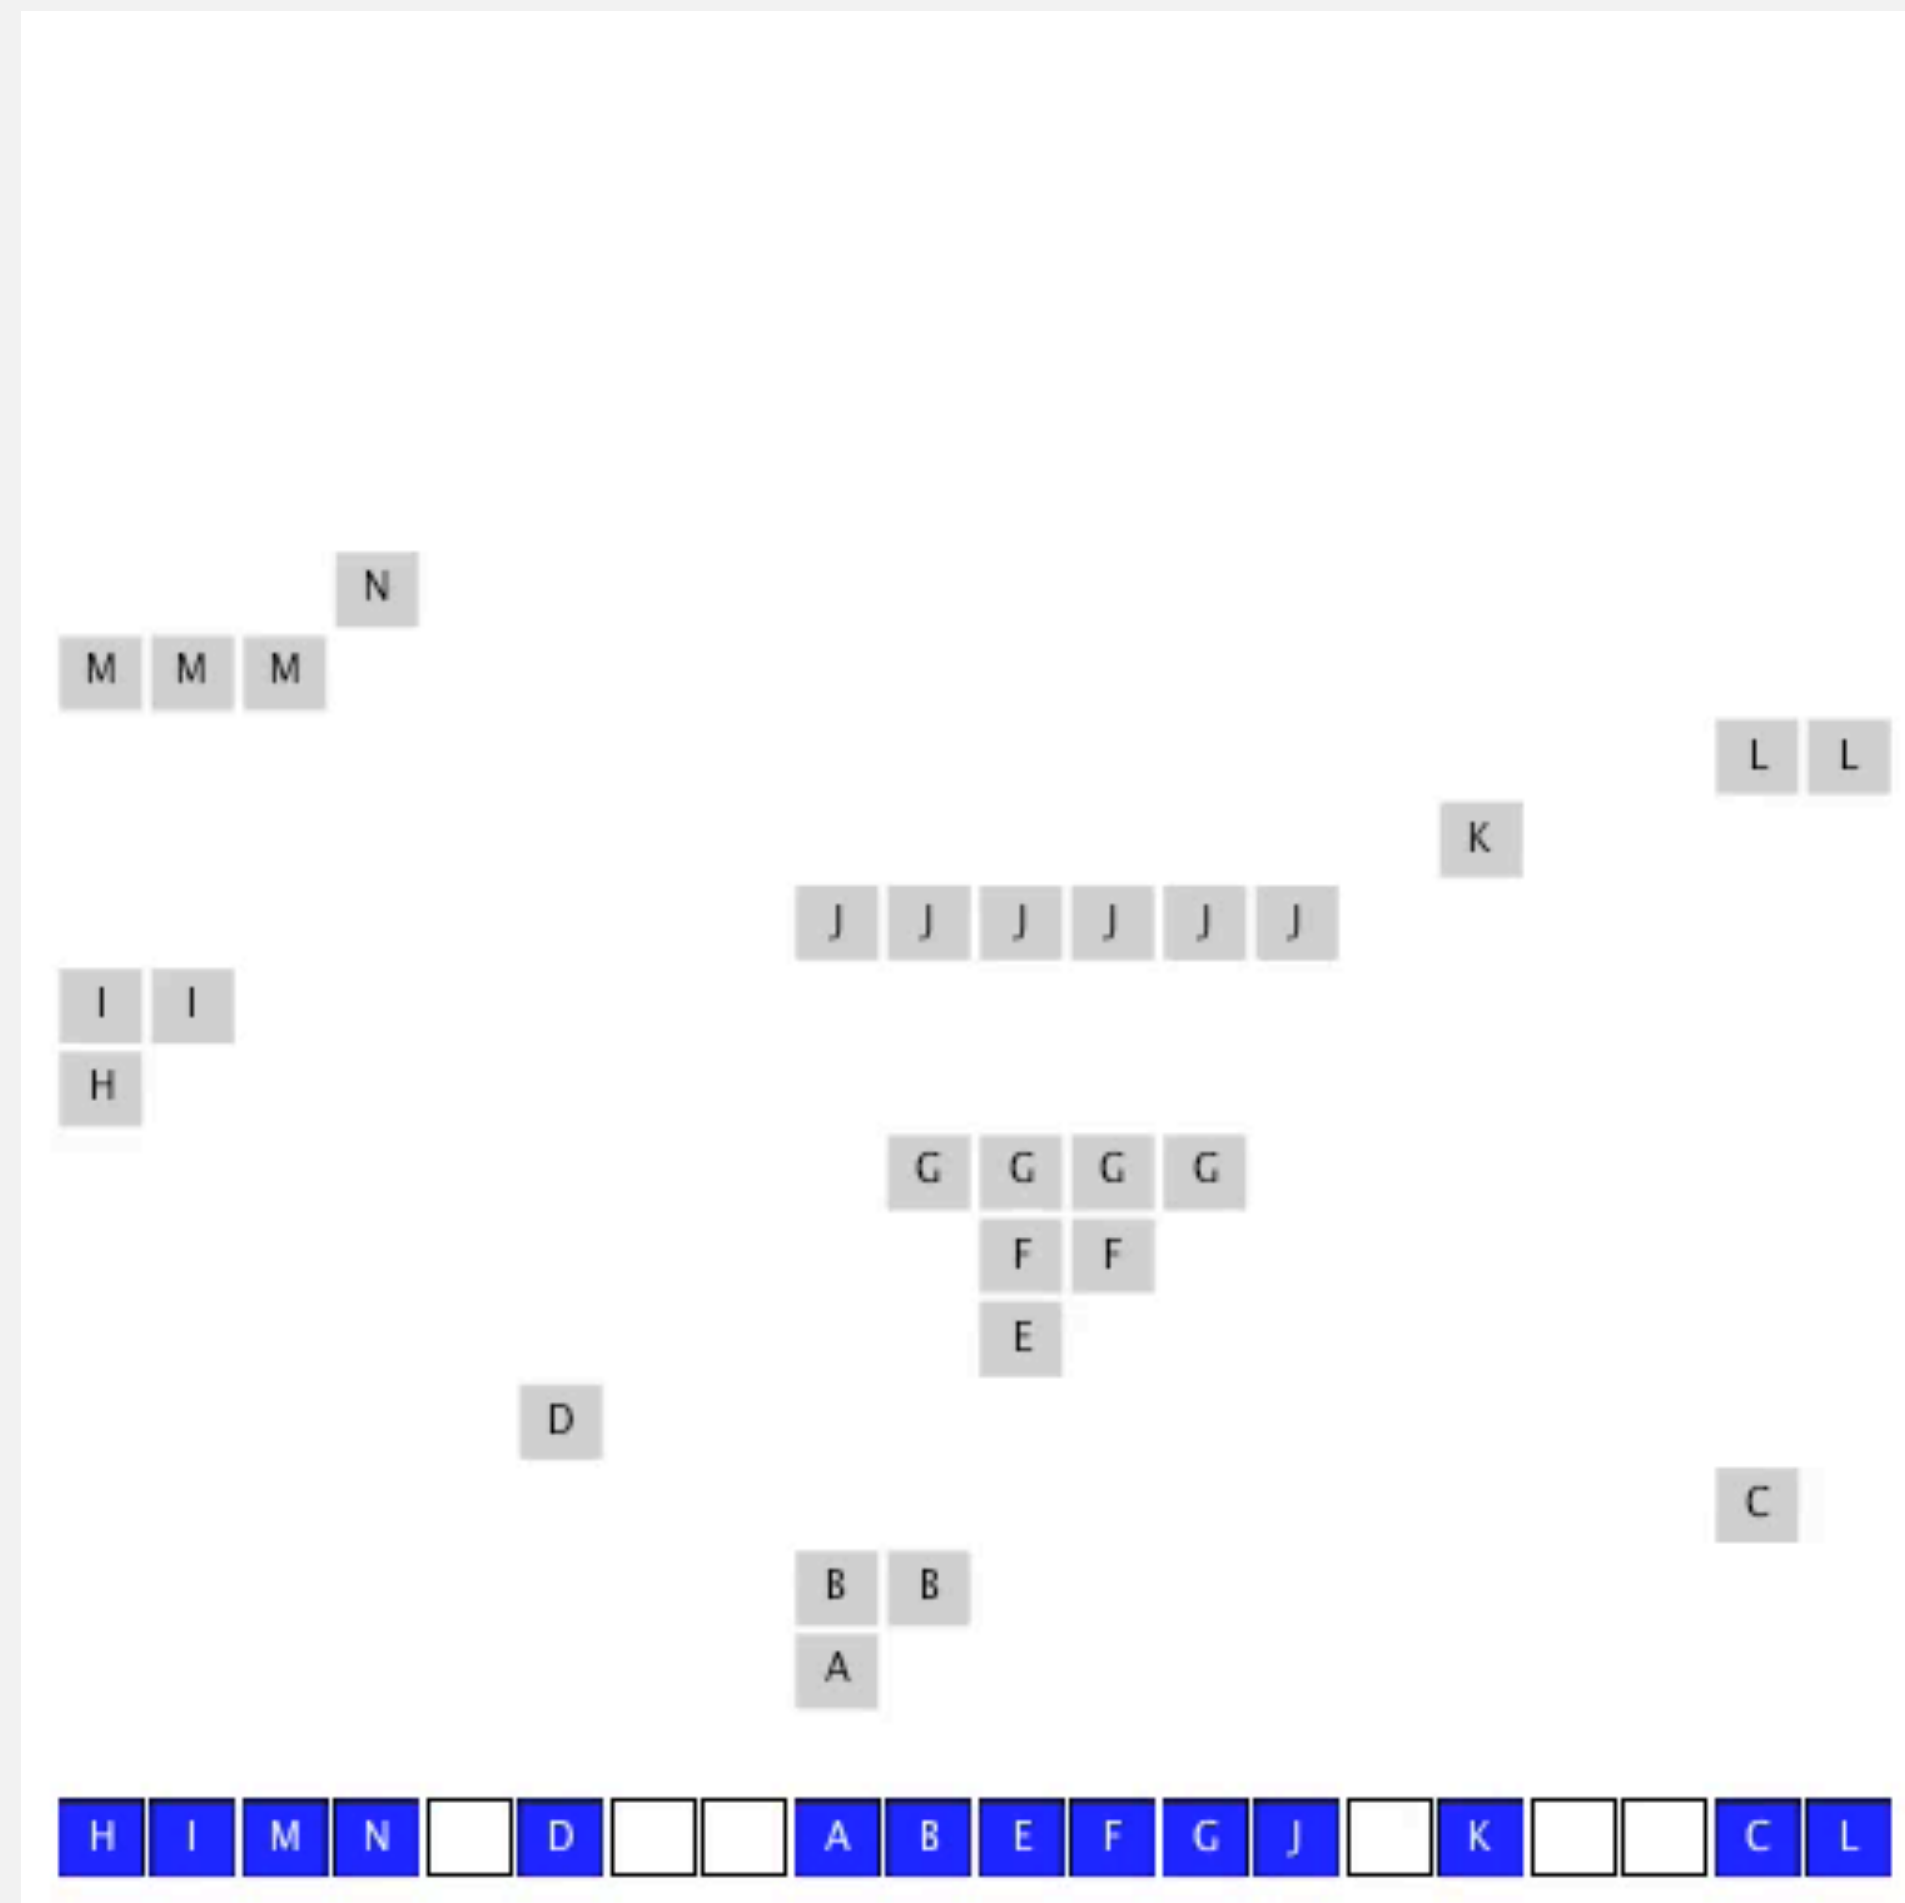 N
M M M
L L
K
J J J J J J
I I
H
G G G G
F F
E
D
C
B B
A
H I M N D A B E F G J K C L